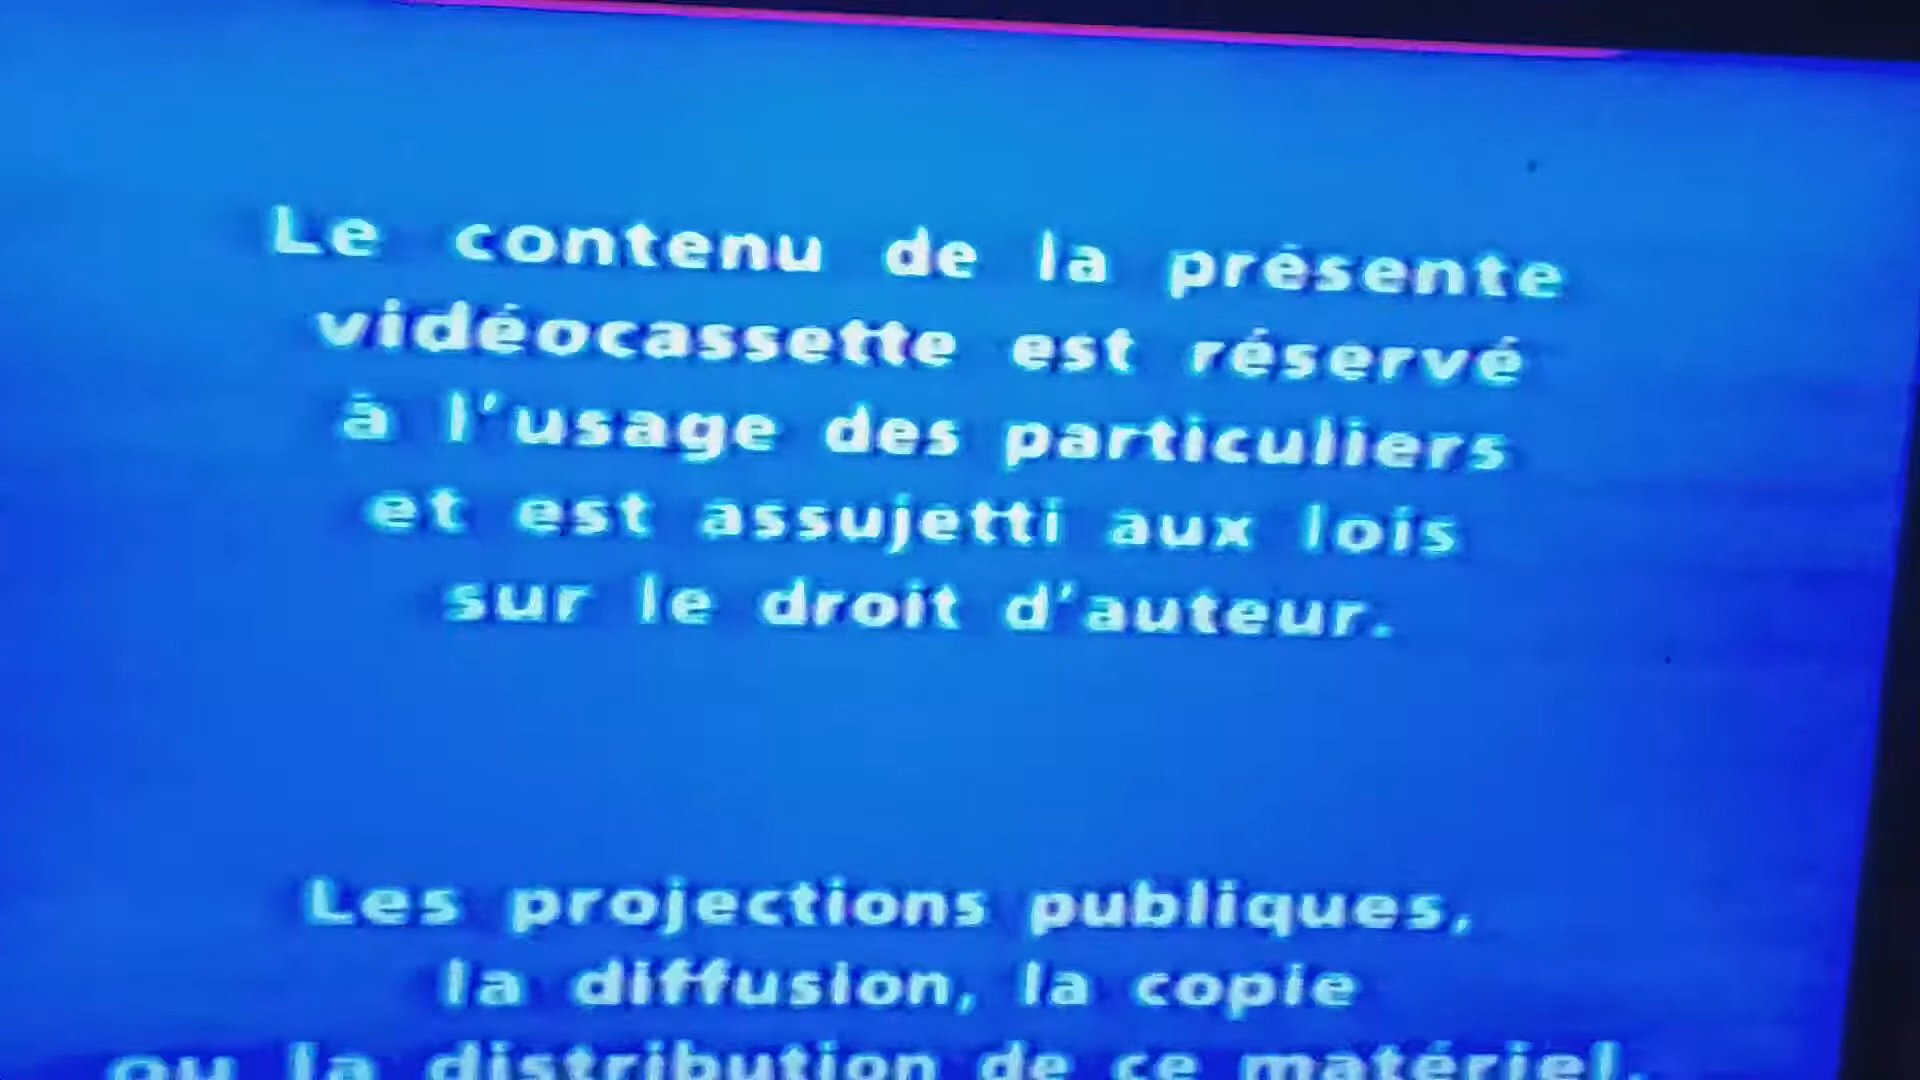 Le contenu de la présente
vidéocassette est réservé
à l'usage des particuliers
et est assujetti aux lois
sur le droit d'auteur.
Les projections publiques,
la diffusion, la copie
ou la distribution de ce matériel,